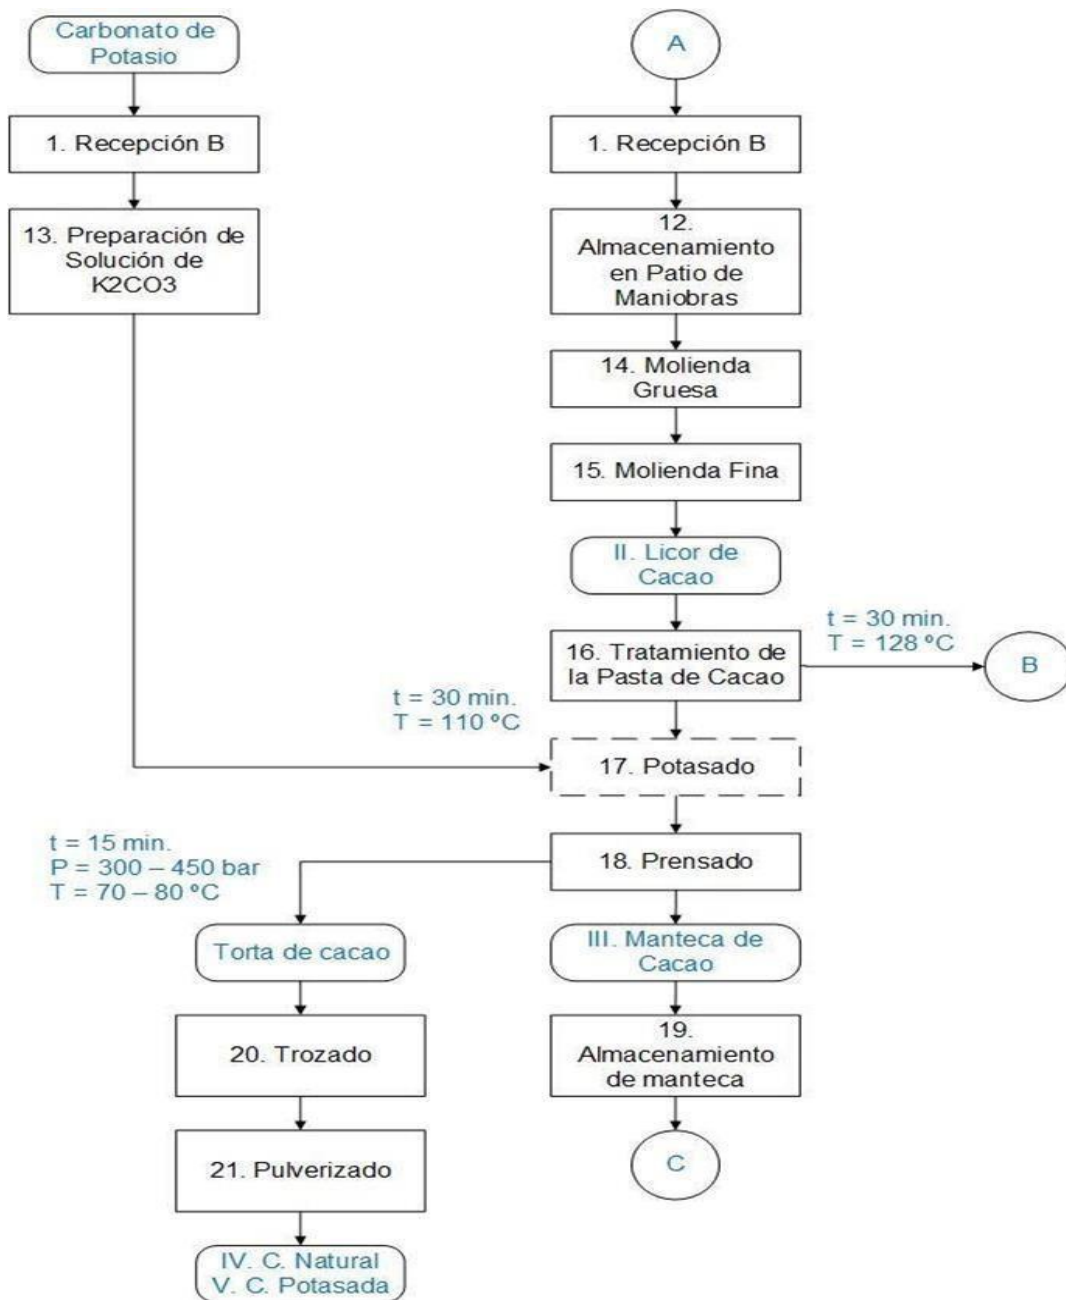 Carbonato de
Potasio
1. Recepción B
13. Preparación de
Solución de
K2CO3
A
1. Recepción B
12.
Almacenamiento
en Patio de
Maniobras
14. Molienda
Gruesa
15. Molienda Fina
II. Licor de
Cacao
16. Tratamiento de
la Pasta de Cacao
t = 30 min.
T = 128 ºC
B
t = 30 min.
T = 110 ºC
17. Potasado
18. Prensado
t = 15 min.
P = 300 – 450 bar
T = 70 – 80 ºC
Torta de cacao
III. Manteca de
Cacao
20. Trozado
19.
Almacenamiento
de manteca
21. Pulverizado
C
IV. C. Natural
V. C. Potasada